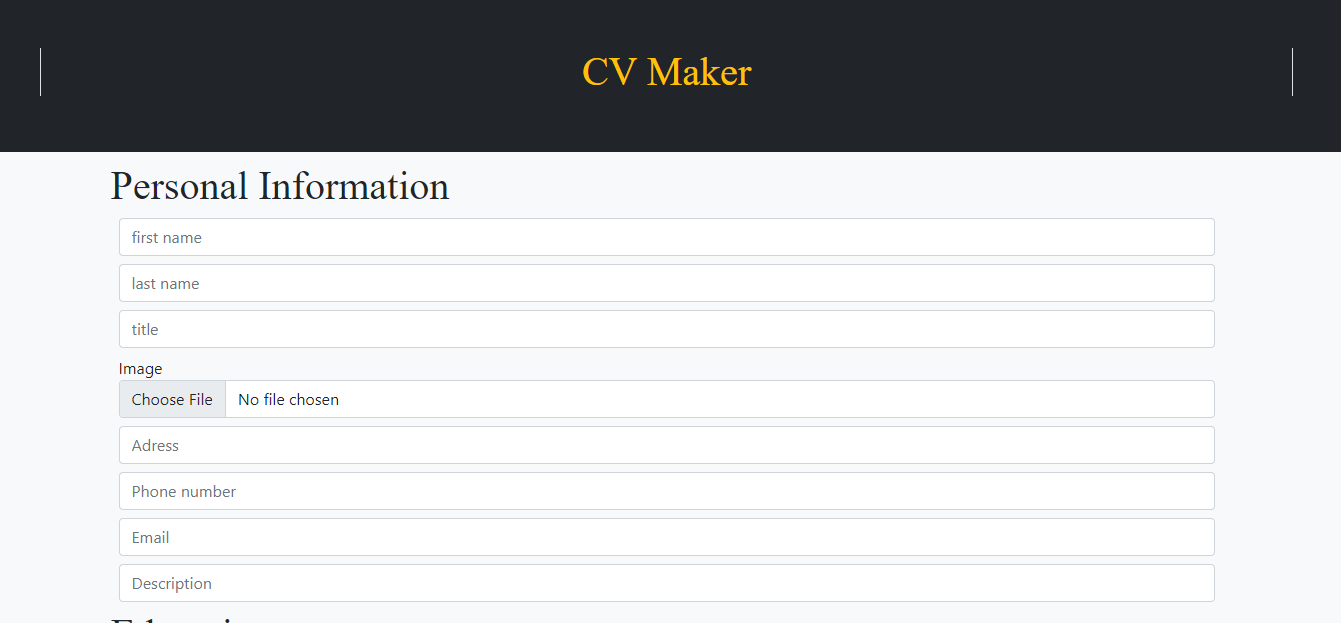 CV Maker
Personal Information
first name
last name
title
Image
Choose File No file chosen
Adress
Phone number
Email
Description